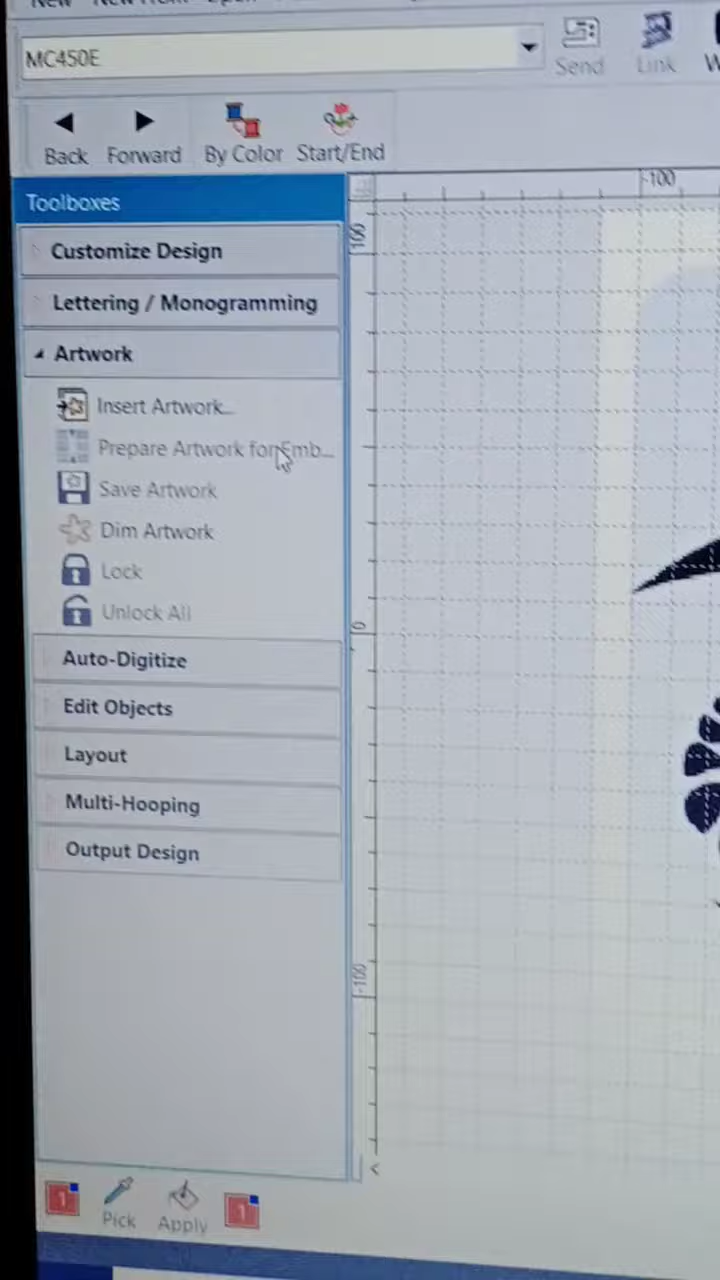 MC450E
Send
Link
Back
Forward
By Color
Start/End
Toolboxes
-100
100
Customize Design
Lettering / Monogramming
Artwork
Insert Artwork...
Prepare Artwork for Emb...
Save Artwork
Dim Artwork
Lock
Unlock All
0
Auto-Digitize
Edit Objects
Layout
Multi-Hooping
Output Design
-100
1
Pick
Apply
1